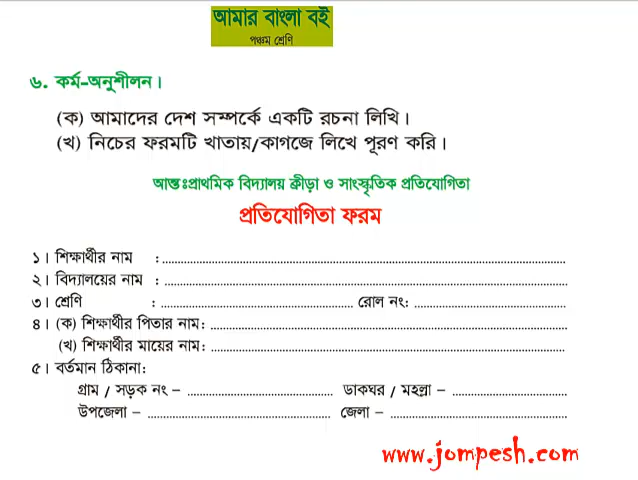 আমার বাংলা বই
পঞ্চম শ্রেণি
৬. কর্ম-অনুশীলন।
(ক) আমাদের দেশ সম্পর্কে একটি রচনা লিখি।
(খ) নিচের ফরমটি খাতায়/কাগজে লিখে পূরণ করি।
আন্তঃপ্রাথমিক বিদ্যালয় ক্রীড়া ও সাংস্কৃতিক প্রতিযোগিতা
প্রতিযোগিতা ফরম
১। শিক্ষার্থীর নাম : ........................................................................
২। বিদ্যালয়ের নাম : ........................................................................
৩। শ্রেণি : ........................................ রোল নং: ................................
৪। (ক) শিক্ষার্থীর পিতার নাম: ................................................................
(খ) শিক্ষার্থীর মায়ের নাম: ................................................................
৫। বর্তমান ঠিকানা:
গ্রাম / সড়ক নং – ................................ ডাকঘর / মহল্লা – ........................
উপজেলা – ........................................ জেলা – ........................................
www.jompesh.com